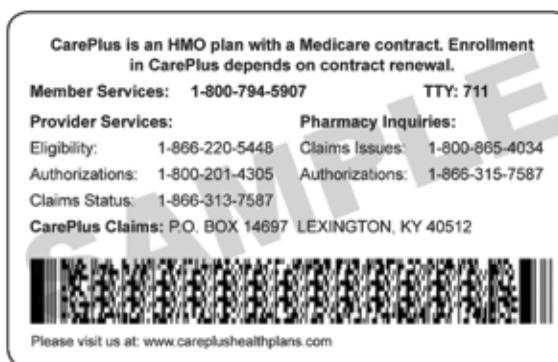 CarePlus is an HMO plan with a Medicare contract. Enrollment
in CarePlus depends on contract renewal.
Member Services: 1-800-794-5907 TTY: 711
Provider Services: Pharmacy Inquiries:
Eligibility: 1-866-220-5448 Claims Issues: 1-800-865-4034
Authorizations: 1-800-201-4305 Authorizations: 1-866-315-7587
Claims Status: 1-866-313-7587
CarePlus Claims: P.O. BOX 14697 LEXINGTON, KY 40512
SAMPLE
Please visit us at: www.careplushealthplans.com